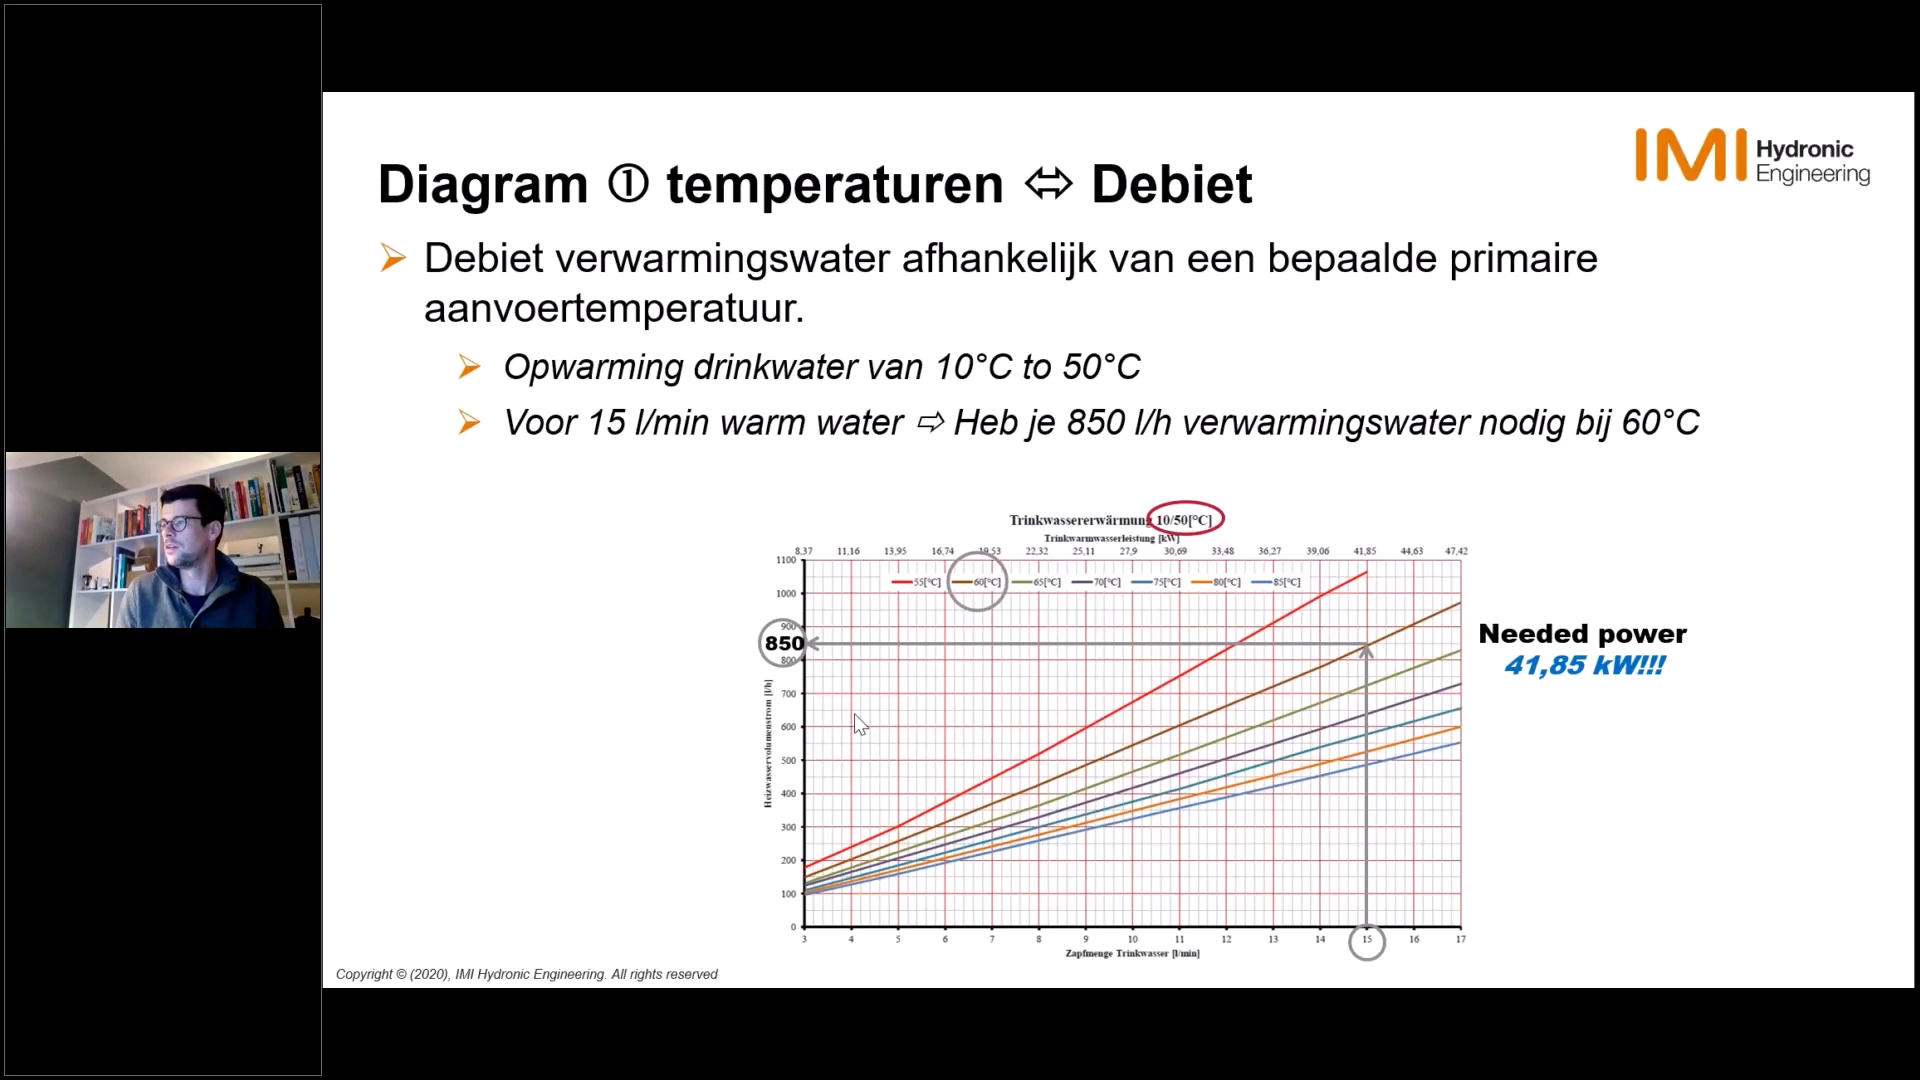 IMI Hydronic
Engineering
Diagram ① temperaturen ⬄ Debiet
Debiet verwarmingswater afhankelijk van een bepaalde primaire
aanvoertemperatuur.
Opwarming drinkwater van 10°C to 50°C
Voor 15 l/min warm water ⇨ Heb je 850 l/h verwarmingswater nodig bij 60°C
Trinkwassererwärmung 10/50[°C]
Trinkwarmwasserleistung [kW]
8,37 11,16 13,95 16,74 19,53 22,32 25,11 27,9 30,69 33,48 36,27 39,06 41,85 44,63 47,42
55[°C] 60[°C] 65[°C] 70[°C] 75[°C] 80[°C] 85[°C]
1100
1000
900
850
800
700
600
500
400
300
200
100
0
Heizwasservolumenstrom [l/h]
3 4 5 6 7 8 9 10 11 12 13 14 15 16 17
Zapfmenge Trinkwasser [l/min]
Needed power
41,85 kW!!!
Copyright © (2020), IMI Hydronic Engineering. All rights reserved